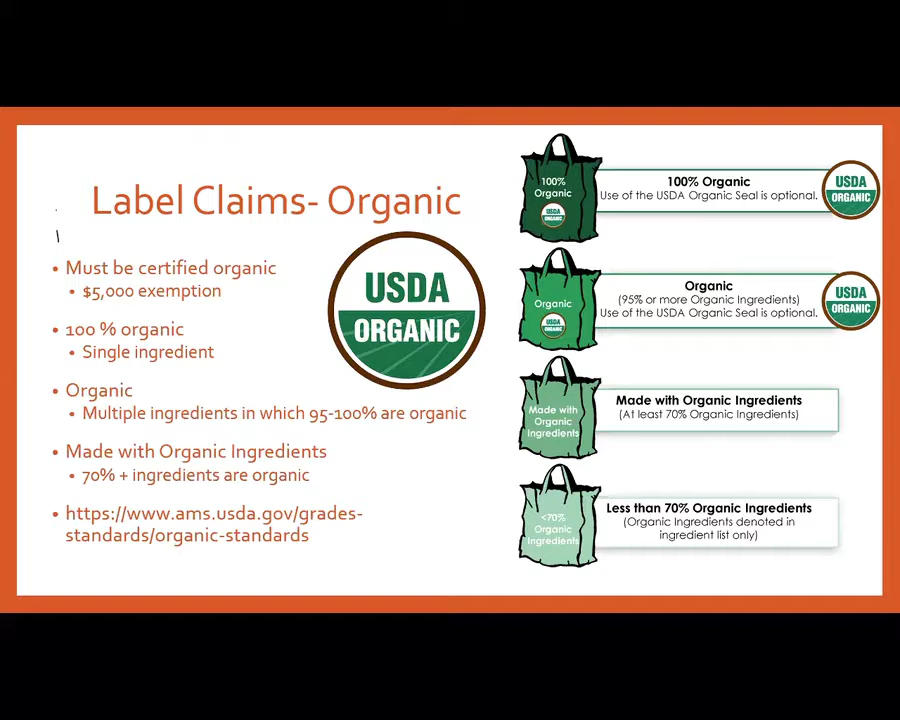 Label Claims- Organic
• Must be certified organic
• $5,000 exemption
• 100 % organic
• Single ingredient
• Organic
• Multiple ingredients in which 95-100% are organic
• Made with Organic Ingredients
• 70% + ingredients are organic
• https://www.ams.usda.gov/grades-
standards/organic-standards
USDA
ORGANIC
100%
Organic
USDA
ORGANIC
100% Organic
Use of the USDA Organic Seal is optional.
USDA
ORGANIC
Organic
USDA
ORGANIC
Organic
(95% or more Organic Ingredients)
Use of the USDA Organic Seal is optional.
USDA
ORGANIC
Made with
Organic
Ingredients
Made with Organic Ingredients
(At least 70% Organic Ingredients)
<70%
Organic
Ingredients
Less than 70% Organic Ingredients
(Organic Ingredients denoted in
ingredient list only)